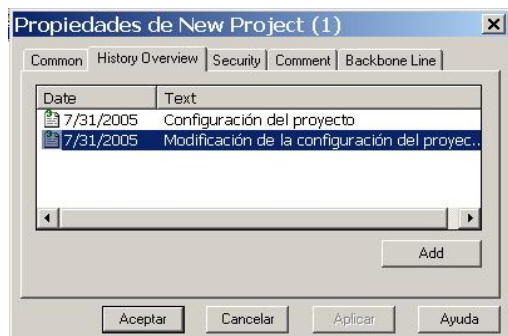 Propiedades de New Project (1)
Common History Overview Security Comment Backbone Line
Date Text
7/31/2005 Configuración del proyecto
7/31/2005 Modificación de la configuración del proyec..
Add
Aceptar Cancelar Aplicar Ayuda